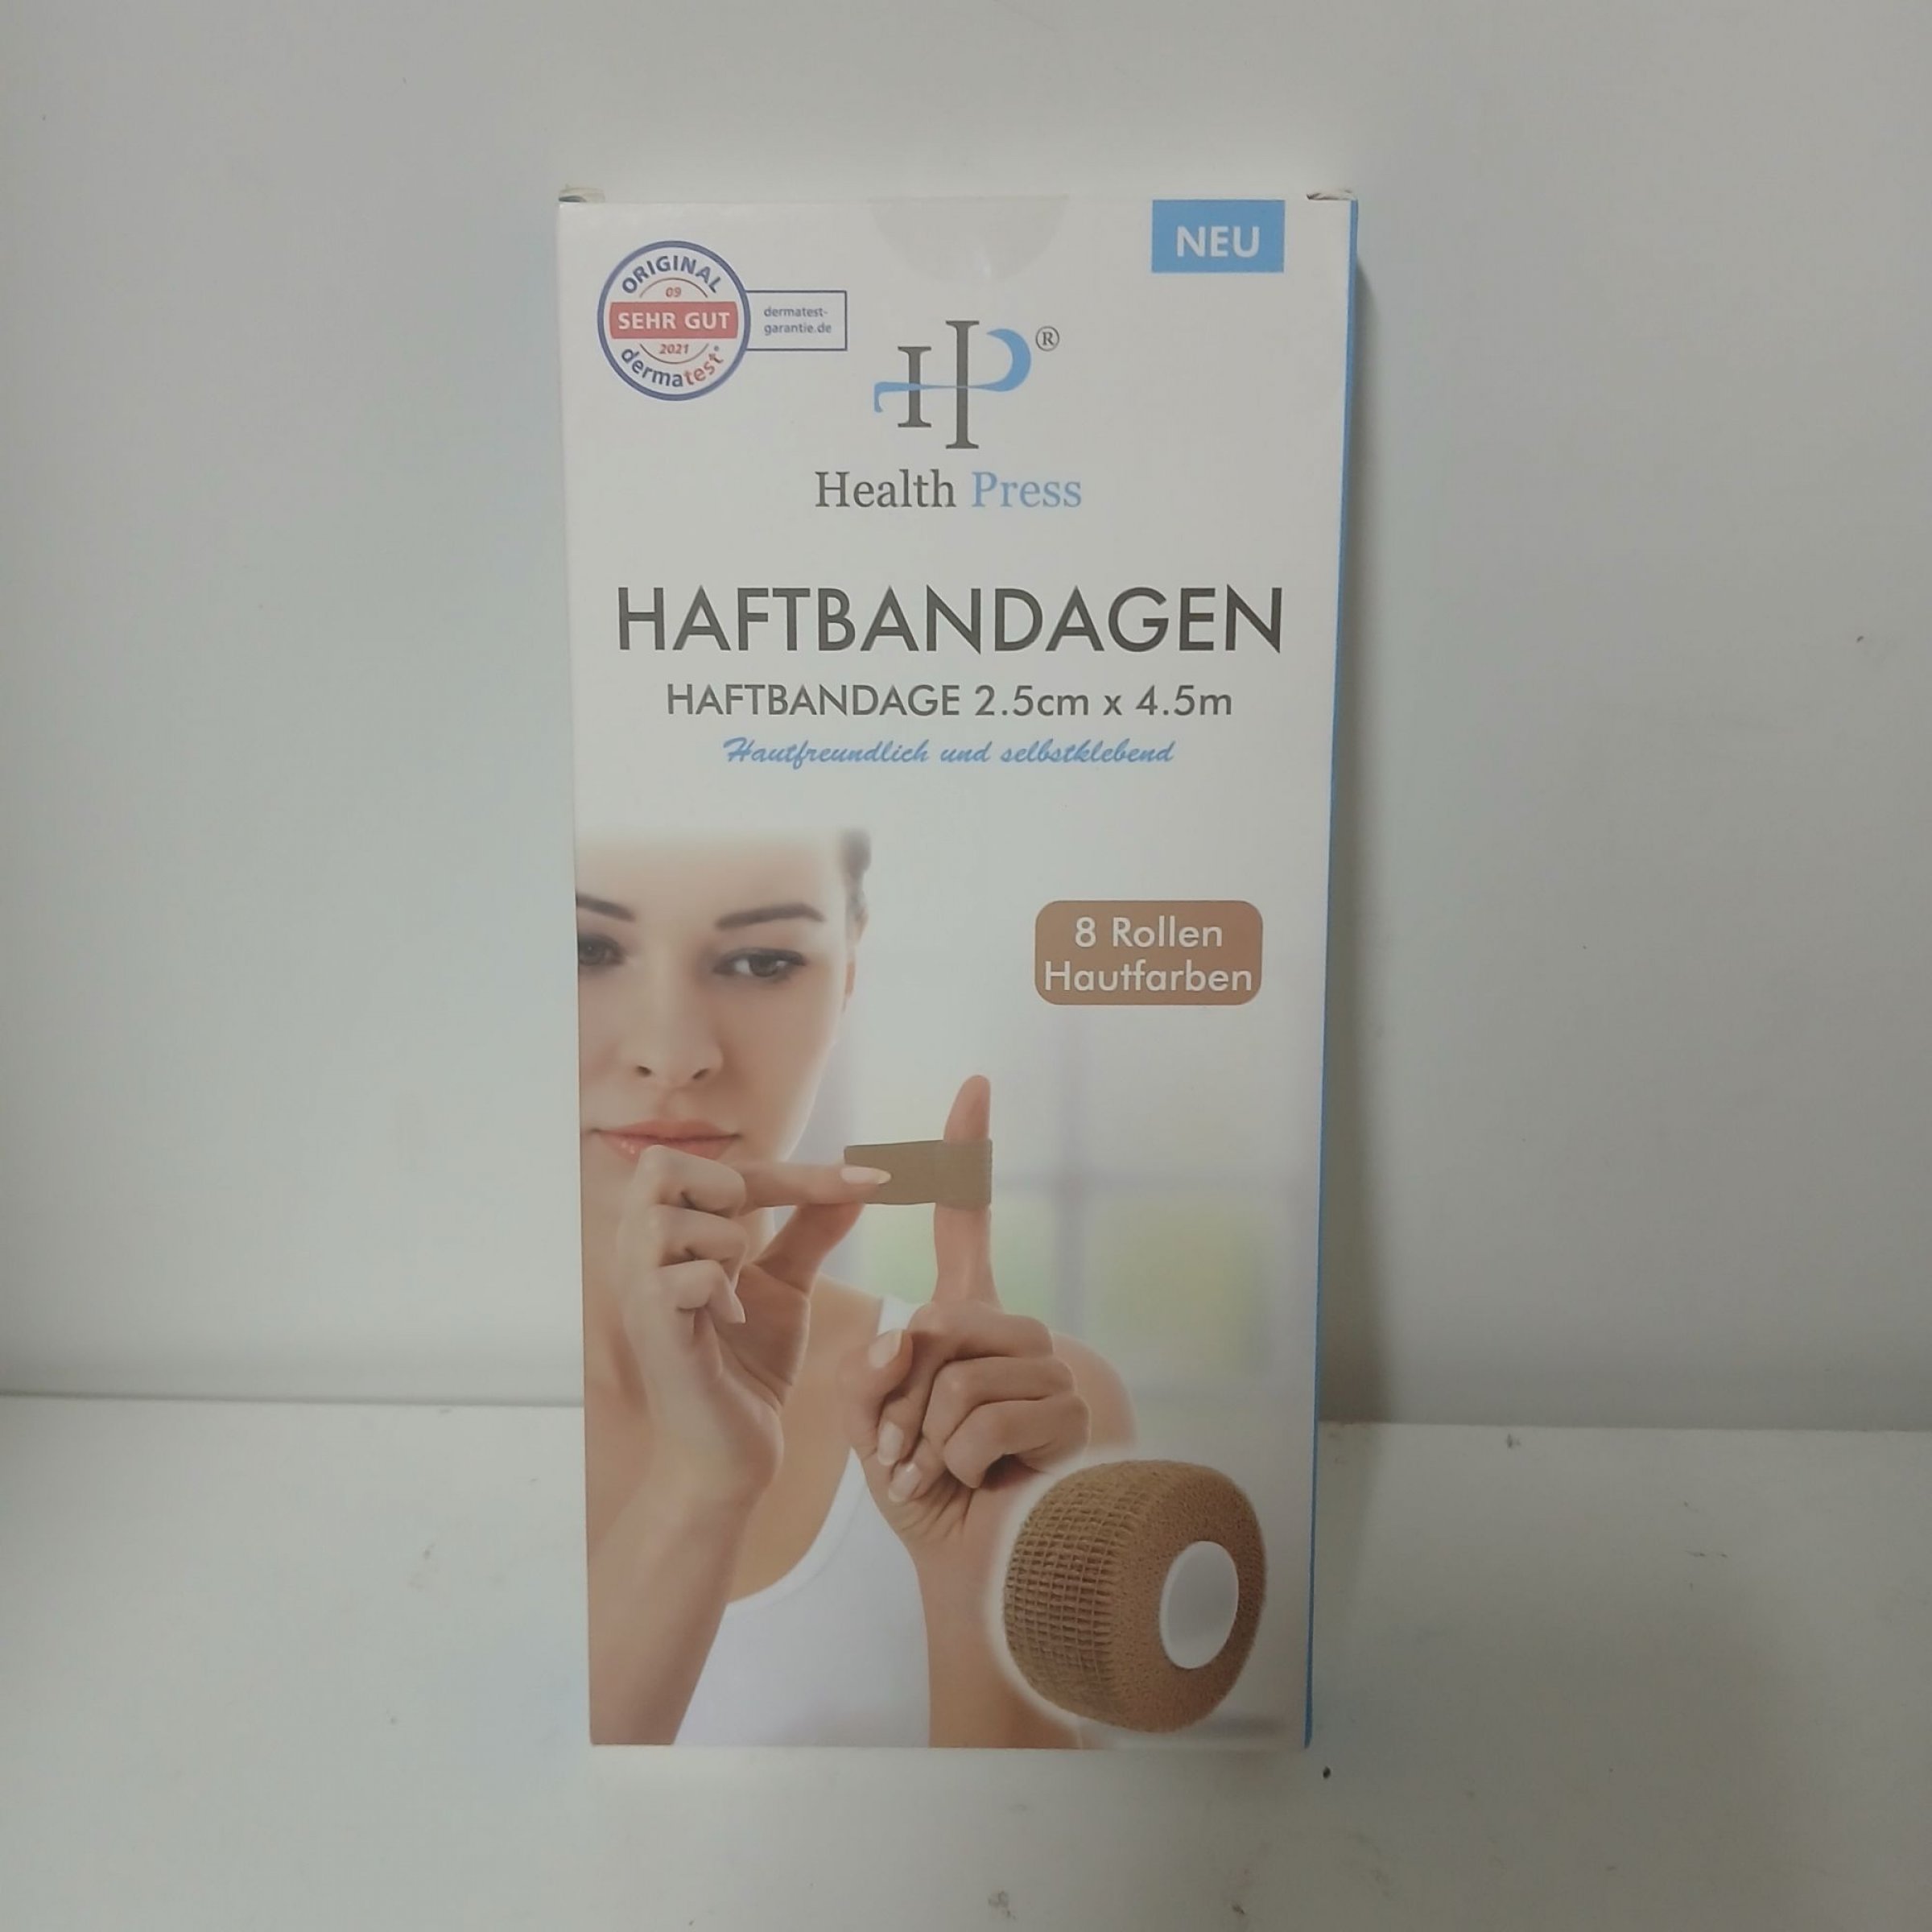 NEU
ORIGINAL
09
SEHR GUT
2021
dermatest®
dermatest-
garantie.de
HP®
Health Press
HAFTBANDAGEN
HAFTBANDAGE 2.5cm x 4.5m
Hautfreundlich und selbstklebend
8 Rollen
Hautfarben